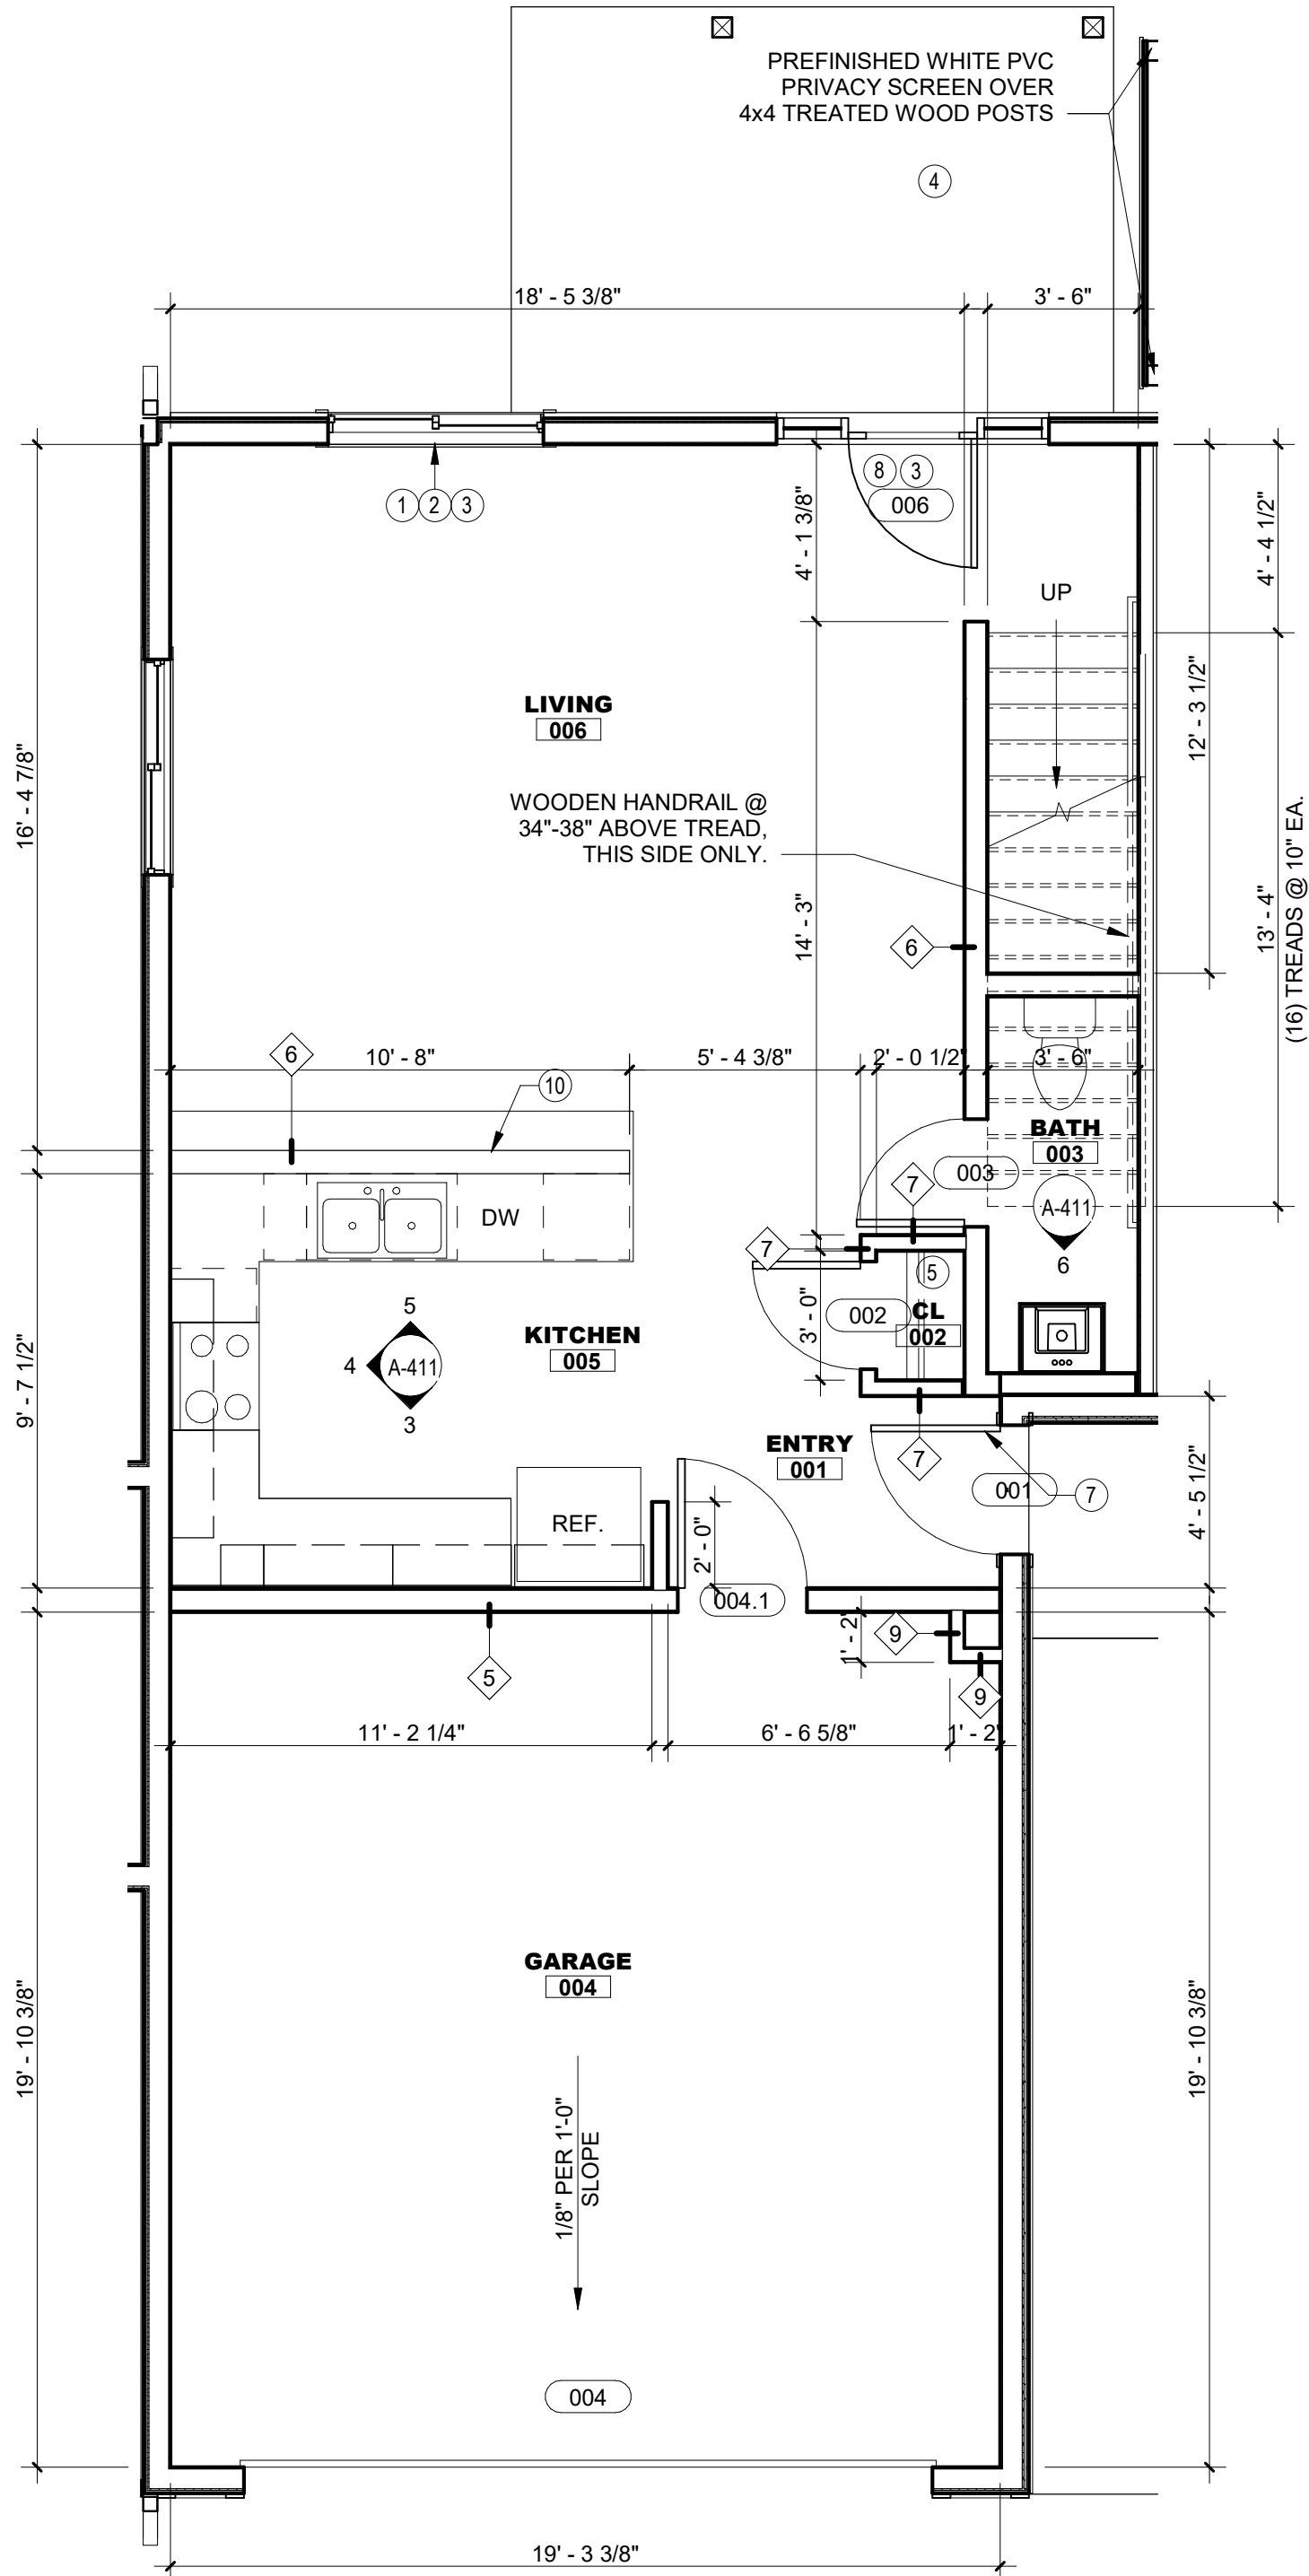 PREFINISHED WHITE PVC
PRIVACY SCREEN OVER
4x4 TREATED WOOD POSTS
4
18' - 5 3/8"
3' - 6"
1
2
3
8
3
006
4' - 1 3/8"
4' - 4 1/2"
UP
12' - 3 1/2"
16' - 4 7/8"
LIVING
006
WOODEN HANDRAIL @
34"-38" ABOVE TREAD,
THIS SIDE ONLY.
14' - 3"
13' - 4"
(16) TREADS @ 10" EA.
6
6
10' - 8"
5' - 4 3/8"
2' - 0 1/2"
3' - 6"
10
BATH
003
003
7
A-411
6
DW
7
5
CL
002
002
3' - 0"
KITCHEN
005
5
4
A-411
3
9' - 7 1/2"
ENTRY
001
7
001
7
4' - 5 1/2"
REF.
2' - 0"
004.1
1' - 2"
9
9
5
11' - 2 1/4"
6' - 6 5/8"
1' - 2"
GARAGE
004
19' - 10 3/8"
19' - 10 3/8"
1/8" PER 1'-0"
SLOPE
004
19' - 3 3/8"